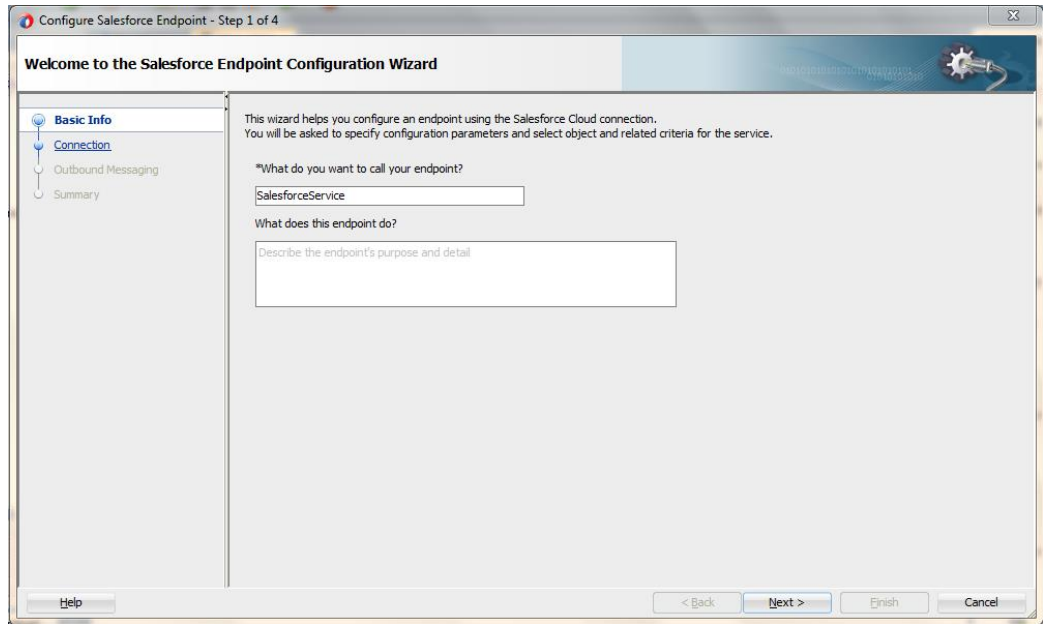 Configure Salesforce Endpoint - Step 1 of 4
Welcome to the Salesforce Endpoint Configuration Wizard
Basic Info
Connection
Outbound Messaging
Summary
This wizard helps you configure an endpoint using the Salesforce Cloud connection.
You will be asked to specify configuration parameters and select object and related criteria for the service.
*What do you want to call your endpoint?
SalesforceService
What does this endpoint do?
Describe the endpoint's purpose and detail
Help
< Back
Next >
Finish
Cancel